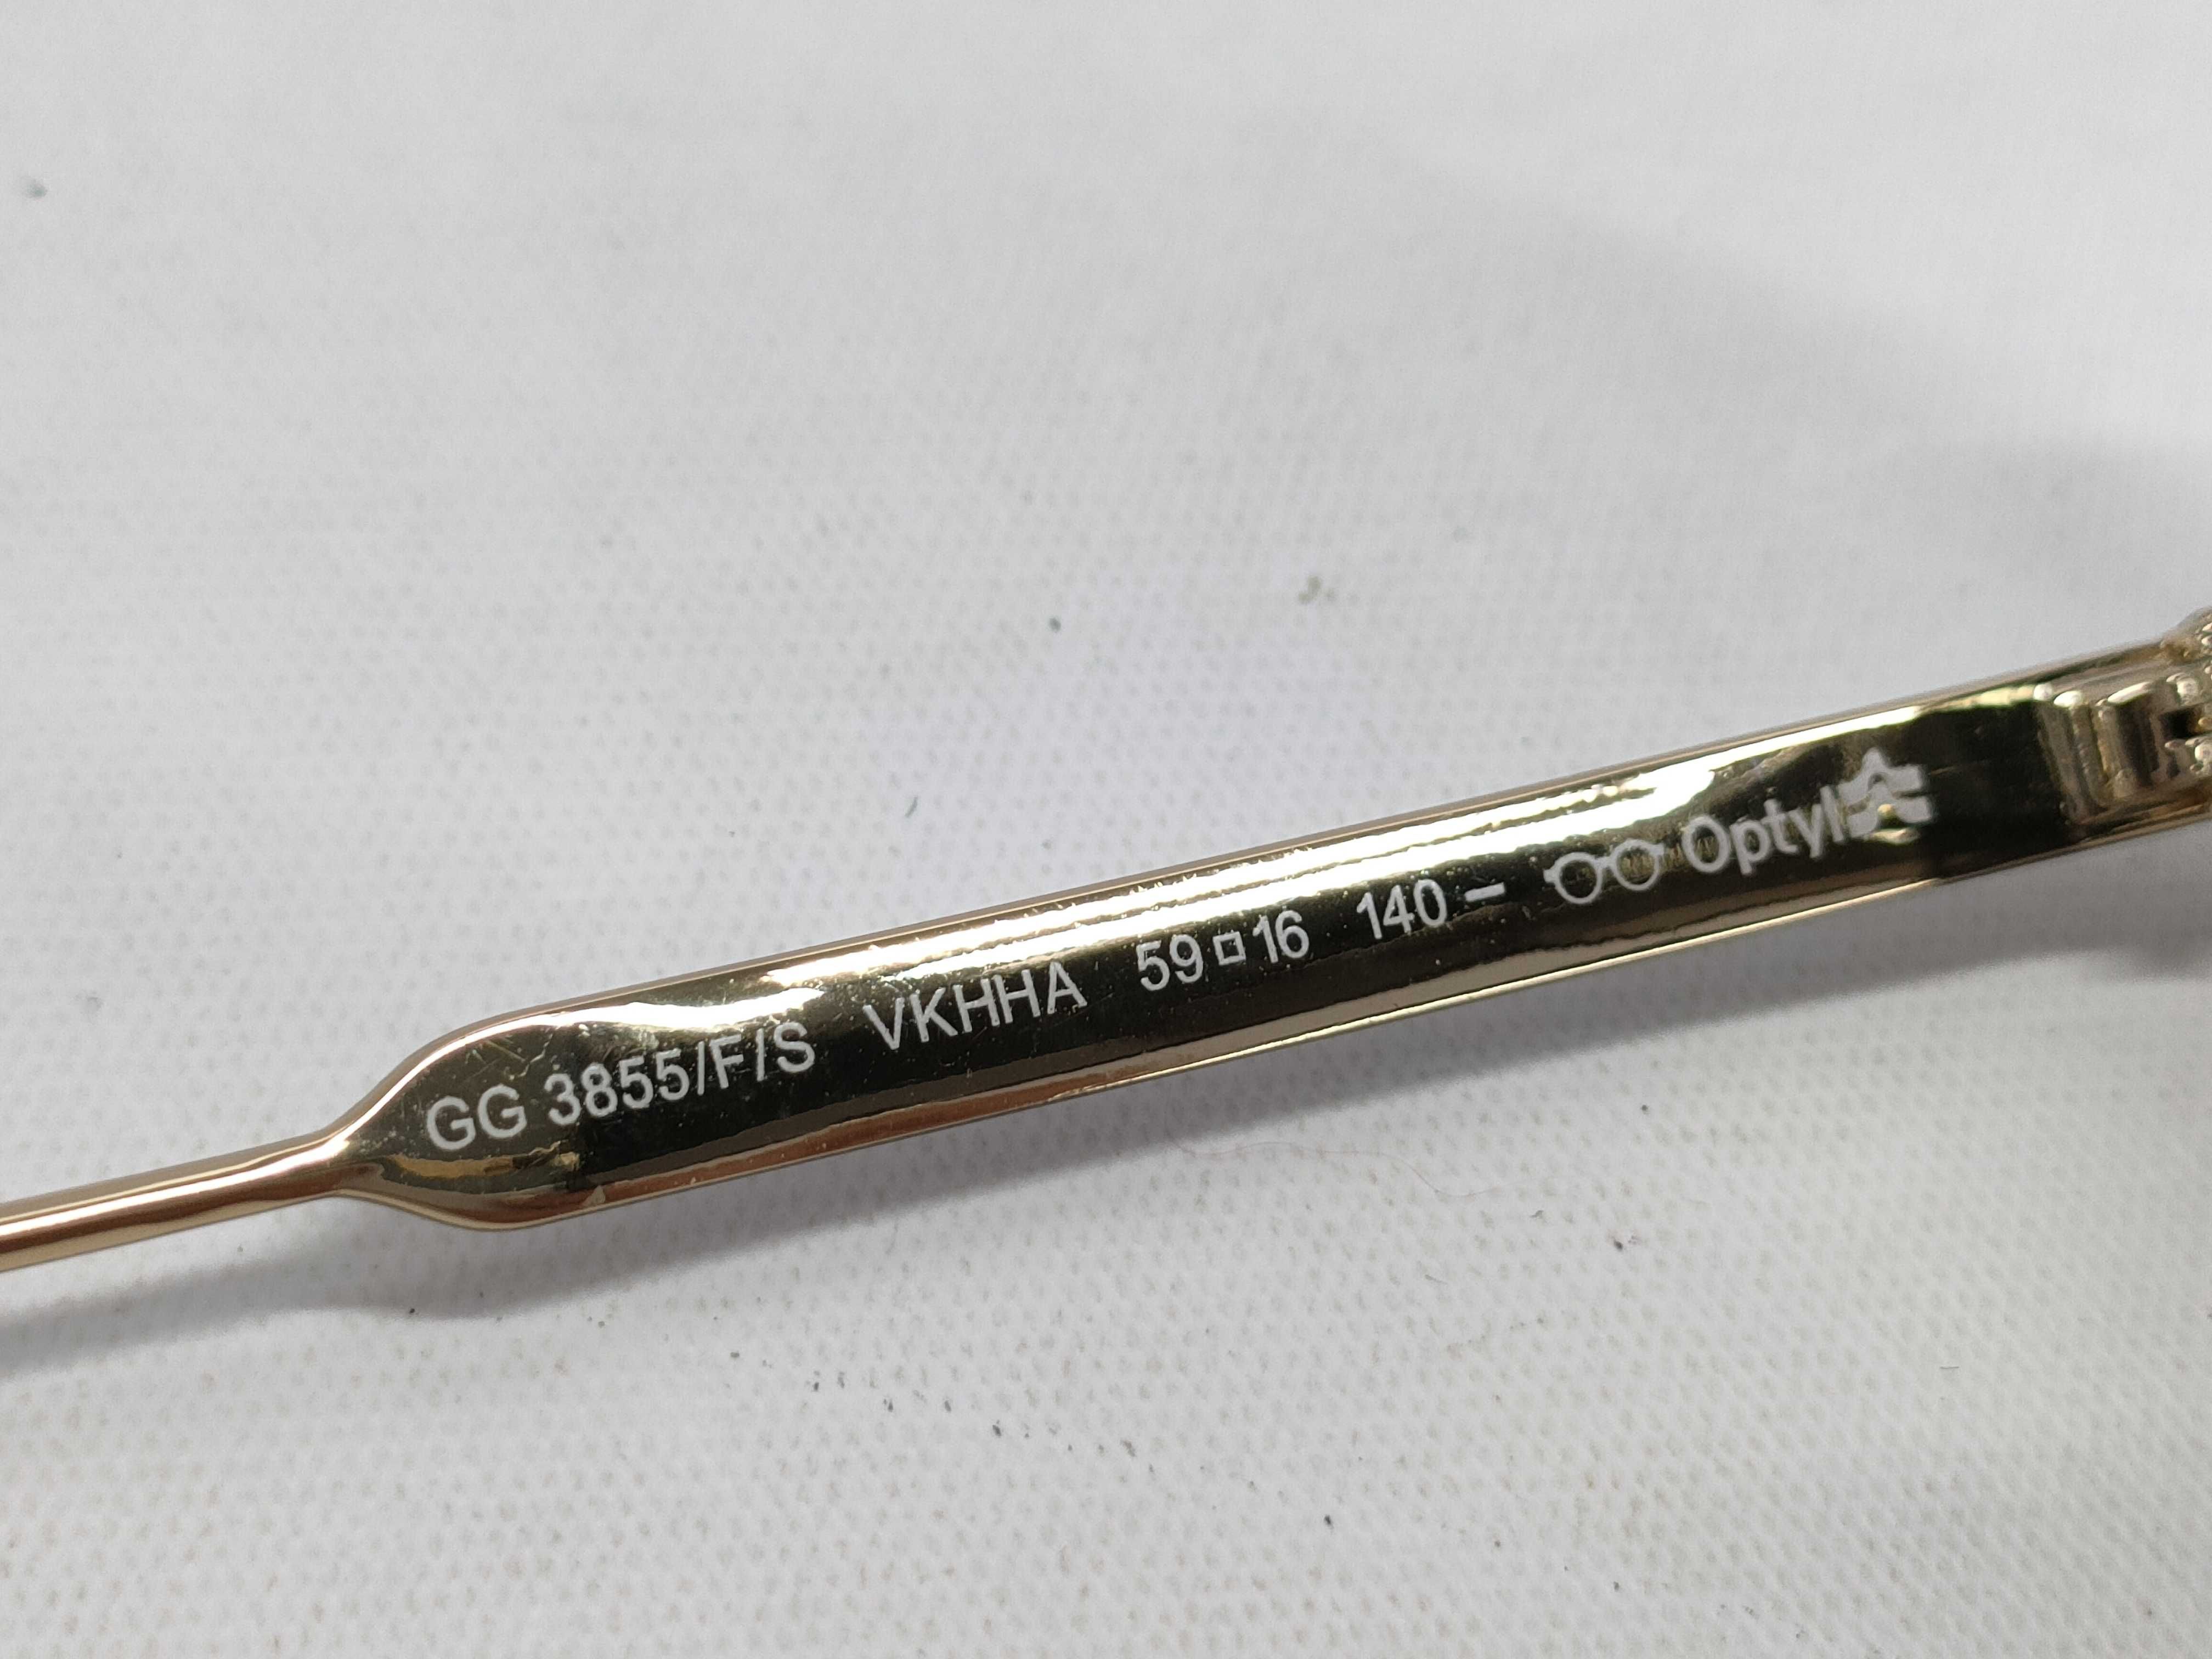 GG 3855/F/S VKHHA 59□16 140 - Optyl